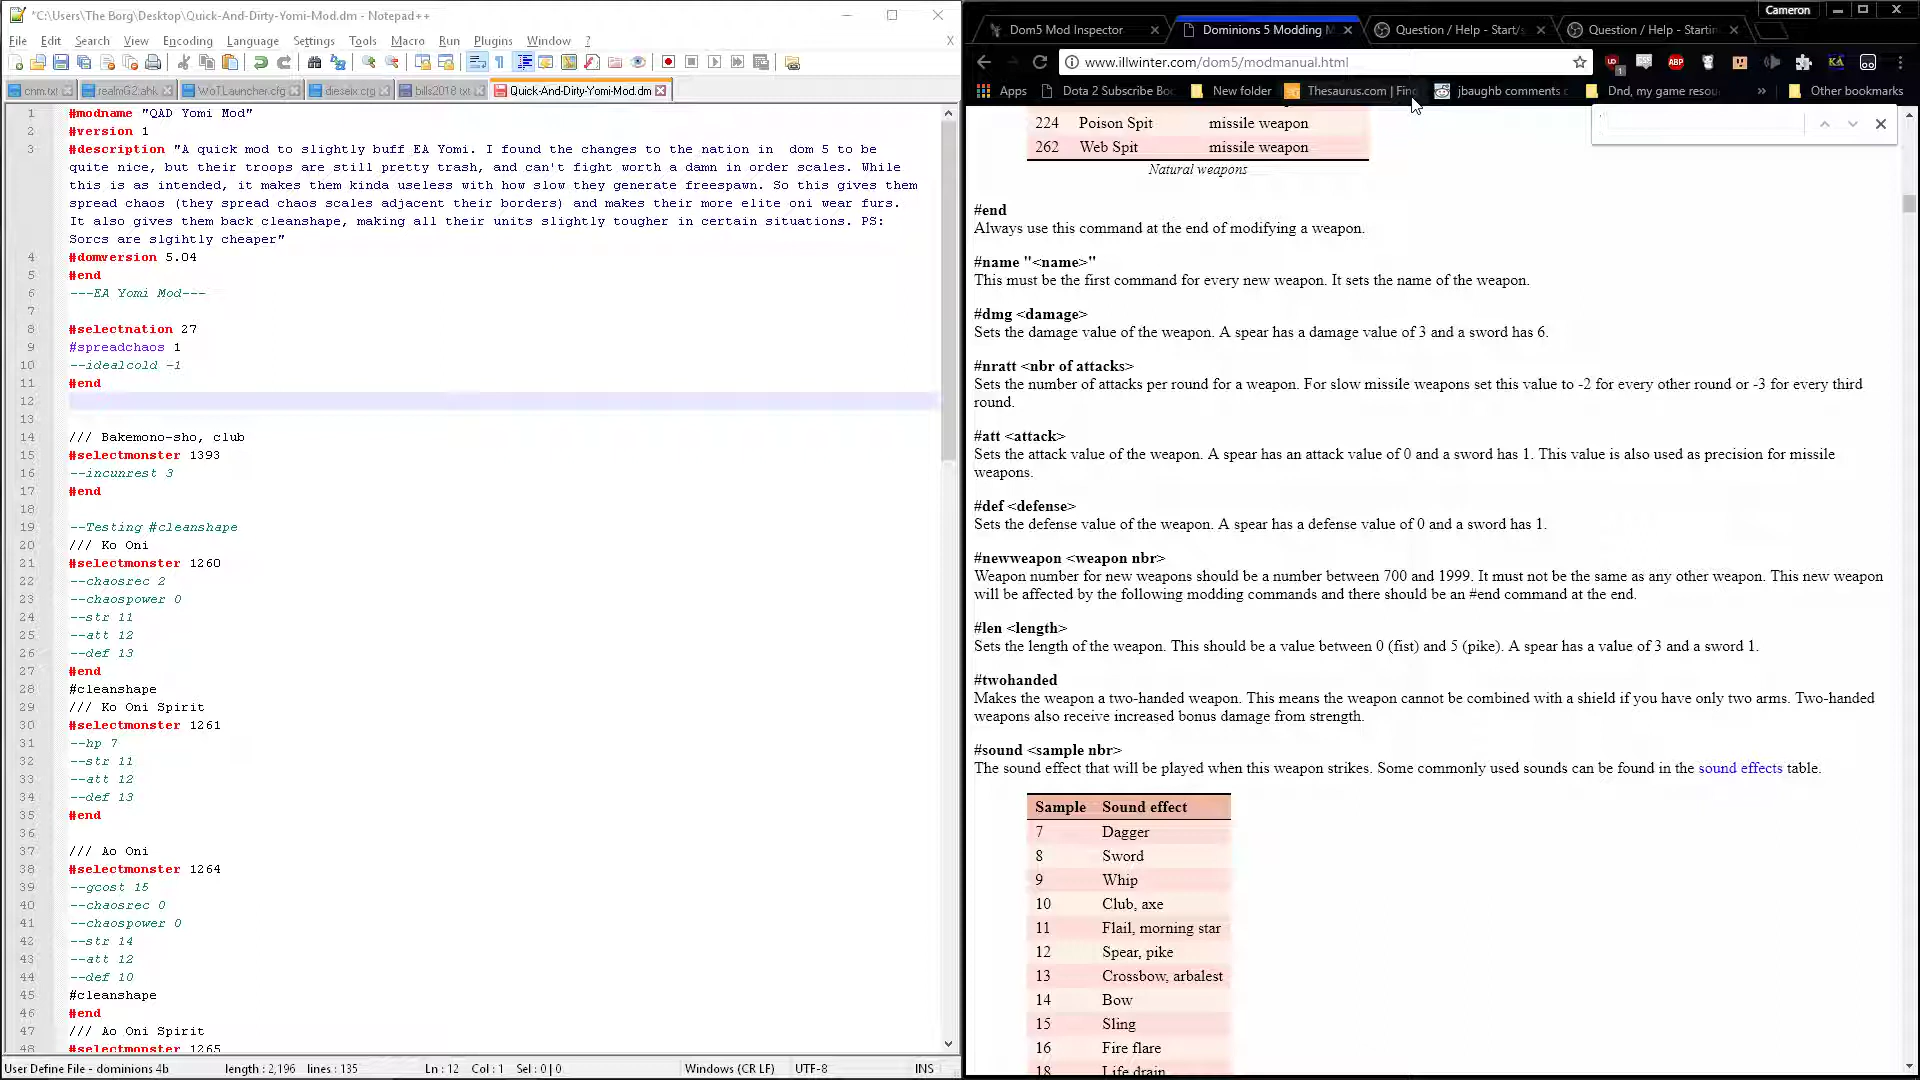 *C:\Users\The Borg\Desktop\Quick-And-Dirty-Yomi-Mod.dm - Notepad++
File Edit Search View Encoding Language Settings Tools Macro Run Plugins Window ? X
cnm.txt realmG2.ahk WoTLauncher.cfg dieseix.cfg bills2018 txt Quick-And-Dirty-Yomi-Mod.dm
1 #modname "QAD Yomi Mod"
2 #version 1
3 #description "A quick mod to slightly buff EA Yomi. I found the changes to the nation in dom 5 to be
quite nice, but their troops are still pretty trash, and can't fight worth a damn in order scales. While
this is as intended, it makes them kinda useless with how slow they generate freespawn. So this gives them
spread chaos (they spread chaos scales adjacent their borders) and makes their more elite oni wear furs.
It also gives them back cleanshape, making all their units slightly tougher in certain situations. PS:
Sorcs are slgihtly cheaper"
4 #domversion 5.04
5 #end
6 ---EA Yomi Mod---
7
8 #selectnation 27
9 #spreadchaos 1
10 --idealcold -1
11 #end
12
13
14 /// Bakemono-sho, club
15 #selectmonster 1393
16 --incunrest 3
17 #end
18
19 --Testing #cleanshape
20 /// Ko Oni
21 #selectmonster 1260
22 --chaosrec 2
23 --chaospower 0
24 --str 11
25 --att 12
26 --def 13
27 #end
28 #cleanshape
29 /// Ko Oni Spirit
30 #selectmonster 1261
31 --hp 7
32 --str 11
33 --att 12
34 --def 13
35 #end
36
37 /// Ao Oni
38 #selectmonster 1264
39 --gcost 15
40 --chaosrec 0
41 --chaospower 0
42 --str 14
43 --att 12
44 --def 10
45 #cleanshape
46 #end
47 /// Ao Oni Spirit
48 #selectmonster 1265
User Define File - dominions 4b length : 2,196 lines : 135 Ln : 12 Col : 1 Sel : 0 | 0 Windows (CR LF) UTF-8 INS
Cameron
Dom5 Mod Inspector Dominions 5 Modding M Question / Help - Start/s Question / Help - Startin
www.illwinter.com/dom5/modmanual.html
Apps Dota 2 Subscribe Bo New folder Thesaurus.com | Find jbaughb comments Dnd, my game resou » Other bookmarks
224 Poison Spit missile weapon
262 Web Spit missile weapon
Natural weapons
#end
Always use this command at the end of modifying a weapon.
#name "<name>"
This must be the first command for every new weapon. It sets the name of the weapon.
#dmg <damage>
Sets the damage value of the weapon. A spear has a damage value of 3 and a sword has 6.
#nratt <nbr of attacks>
Sets the number of attacks per round for a weapon. For slow missile weapons set this value to -2 for every other round or -3 for every third
round.
#att <attack>
Sets the attack value of the weapon. A spear has an attack value of 0 and a sword has 1. This value is also used as precision for missile
weapons.
#def <defense>
Sets the defense value of the weapon. A spear has a defense value of 0 and a sword has 1.
#newweapon <weapon nbr>
Weapon number for new weapons should be a number between 700 and 1999. It must not be the same as any other weapon. This new weapon
will be affected by the following modding commands and there should be an #end command at the end.
#len <length>
Sets the length of the weapon. This should be a value between 0 (fist) and 5 (pike). A spear has a value of 3 and a sword 1.
#twohanded
Makes the weapon a two-handed weapon. This means the weapon cannot be combined with a shield if you have only two arms. Two-handed
weapons also receive increased bonus damage from strength.
#sound <sample nbr>
The sound effect that will be played when this weapon strikes. Some commonly used sounds can be found in the sound effects table.
Sample Sound effect
7 Dagger
8 Sword
9 Whip
10 Club, axe
11 Flail, morning star
12 Spear, pike
13 Crossbow, arbalest
14 Bow
15 Sling
16 Fire flare
18 Life drain